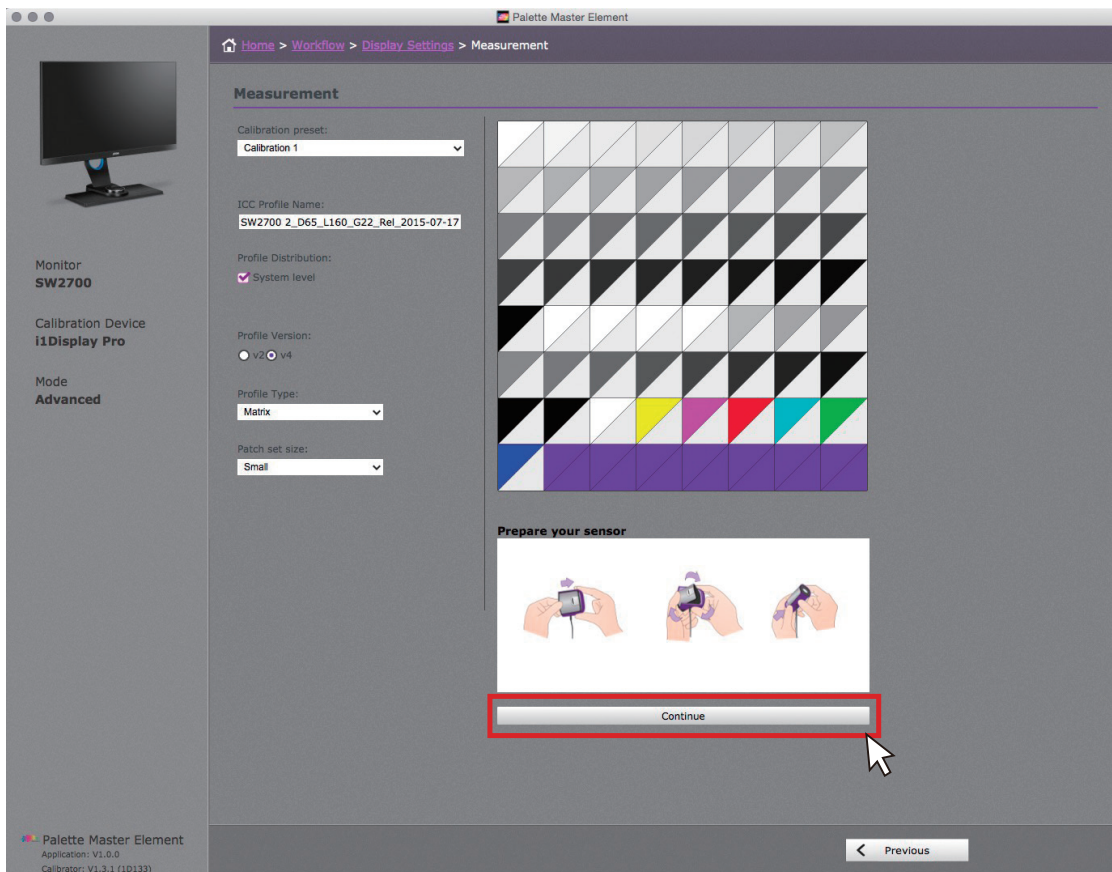 Palette Master Element
Home > Workflow > Display Settings > Measurement
Measurement
Calibration preset:
Calibration 1
ICC Profile Name:
SW2700 2_D65_L160_G22_Rel_2015-07-17
Profile Distribution:
System level
Profile Version:
v2 v4
Profile Type:
Matrix
Patch set size:
Small
Monitor
SW2700
Calibration Device
i1Display Pro
Mode
Advanced
Prepare your sensor
Continue
Previous
Palette Master Element
Application: V1.0.0
Calibrator: V1.3.1 (1D133)